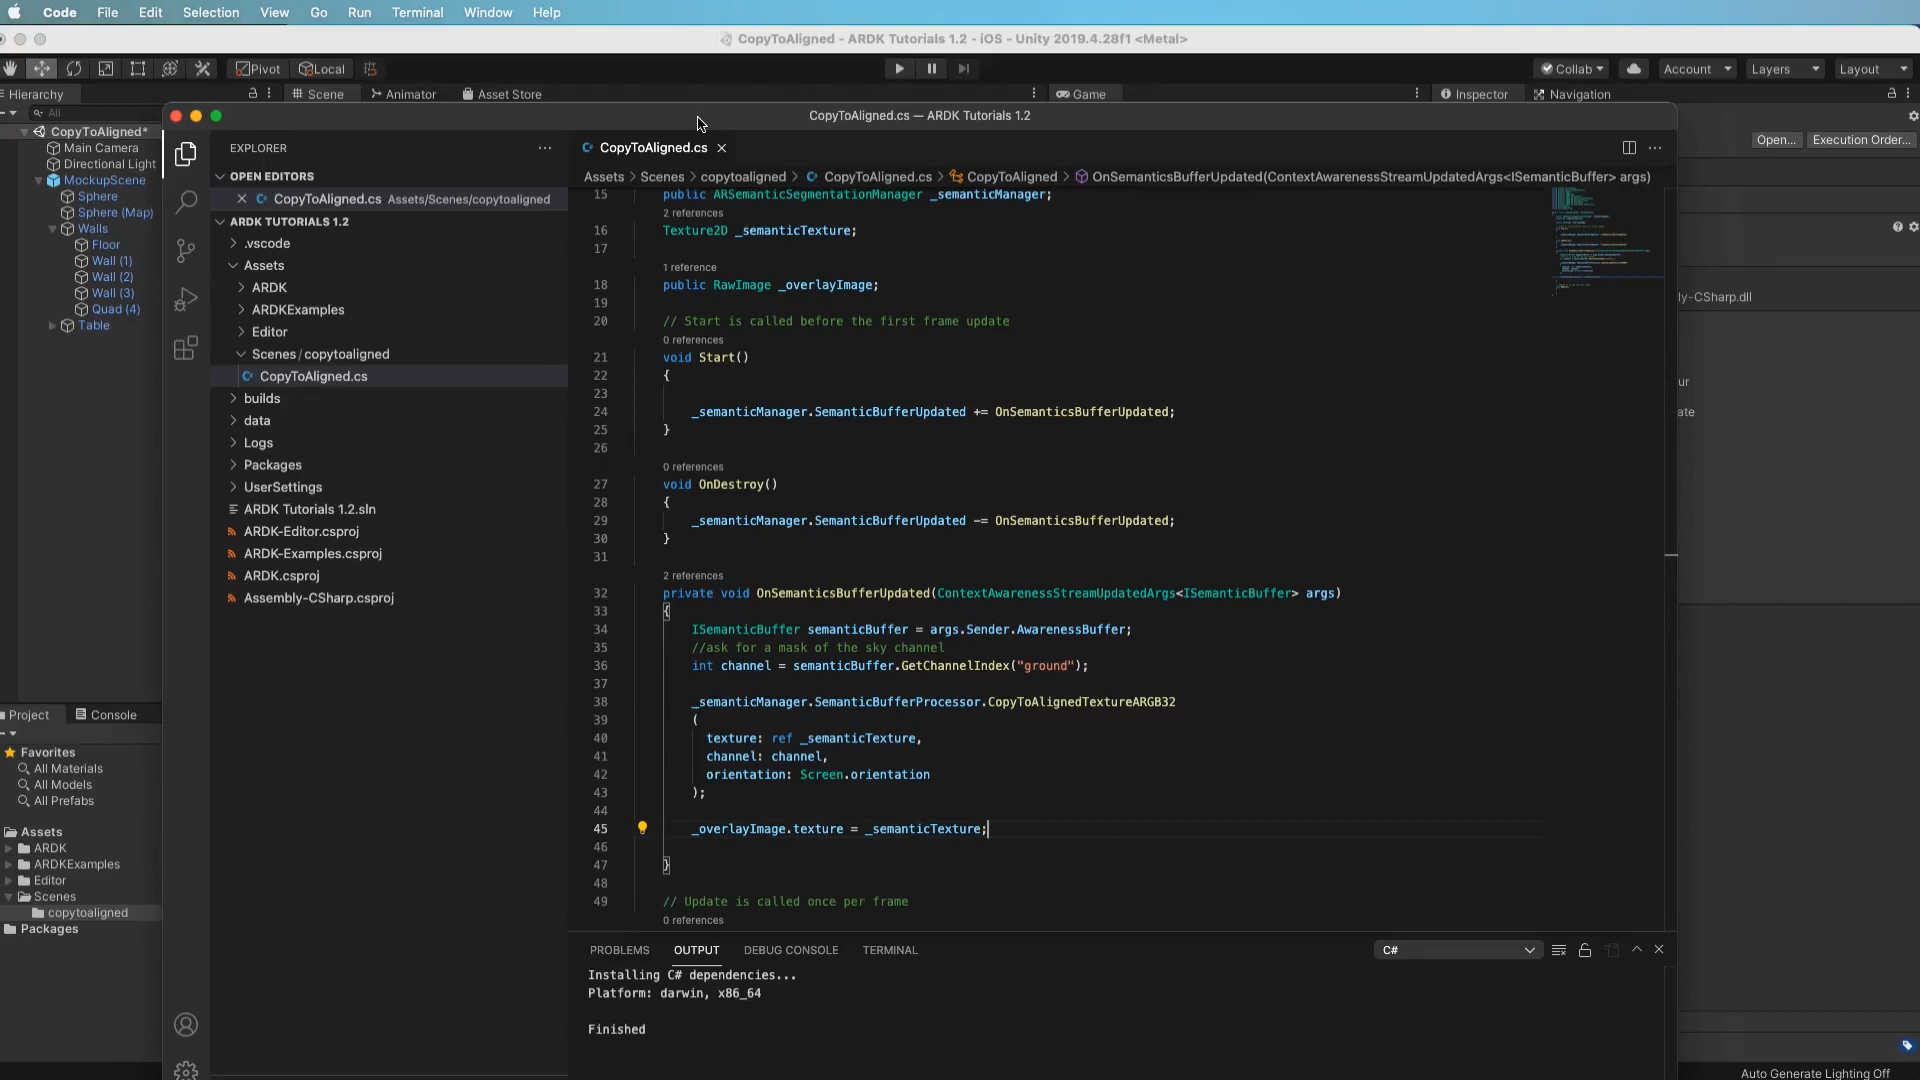 Code File Edit Selection View Go Run Terminal Window Help
CopyToAligned - ARDK Tutorials 1.2 - iOS - Unity 2019.4.28f1 <Metal>
Pivot Local Collab Account Layers Layout
Hierarchy Scene Animator Asset Store Game Inspector Navigation
All
CopyToAligned*
Main Camera
Directional Light
MockupScene
Sphere
Sphere (Map)
Walls
Floor
Wall (1)
Wall (2)
Wall (3)
Quad (4)
Table
Project Console
Favorites
All Materials
All Models
All Prefabs
Assets
ARDK
ARDKExamples
Editor
Scenes
copytoaligned
Packages
CopyToAligned.cs — ARDK Tutorials 1.2
EXPLORER
OPEN EDITORS
CopyToAligned.cs Assets/Scenes/copytoaligned
ARDK TUTORIALS 1.2
.vscode
Assets
ARDK
ARDKExamples
Editor
Scenes / copytoaligned
CopyToAligned.cs
builds
data
Logs
Packages
UserSettings
ARDK Tutorials 1.2.sln
ARDK-Editor.csproj
ARDK-Examples.csproj
ARDK.csproj
Assembly-CSharp.csproj
CopyToAligned.cs
Assets > Scenes > copytoaligned > CopyToAligned.cs > CopyToAligned > OnSemanticsBufferUpdated(ContextAwarenessStreamUpdatedArgs<ISemanticBuffer> args)
15 public ARSemanticSegmentationManager _semanticManager;
2 references
16 Texture2D _semanticTexture;
17
1 reference
18 public RawImage _overlayImage;
19
20 // Start is called before the first frame update
0 references
21 void Start()
22 {
23
24 _semanticManager.SemanticBufferUpdated += OnSemanticsBufferUpdated;
25 }
26
0 references
27 void OnDestroy()
28 {
29 _semanticManager.SemanticBufferUpdated -= OnSemanticsBufferUpdated;
30 }
31
2 references
32 private void OnSemanticsBufferUpdated(ContextAwarenessStreamUpdatedArgs<ISemanticBuffer> args)
33 {
34 ISemanticBuffer semanticBuffer = args.Sender.AwarenessBuffer;
35 //ask for a mask of the sky channel
36 int channel = semanticBuffer.GetChannelIndex("ground");
37
38 _semanticManager.SemanticBufferProcessor.CopyToAlignedTextureARGB32
39 (
40 texture: ref _semanticTexture,
41 channel: channel,
42 orientation: Screen.orientation
43 );
44
45 _overlayImage.texture = _semanticTexture;
46
47 }
48
49 // Update is called once per frame
0 references
PROBLEMS OUTPUT DEBUG CONSOLE TERMINAL C#
Installing C# dependencies...
Platform: darwin, x86_64
Finished
Open... Execution Order...
ly-CSharp.dll
ur
ate
Auto Generate Lighting Off